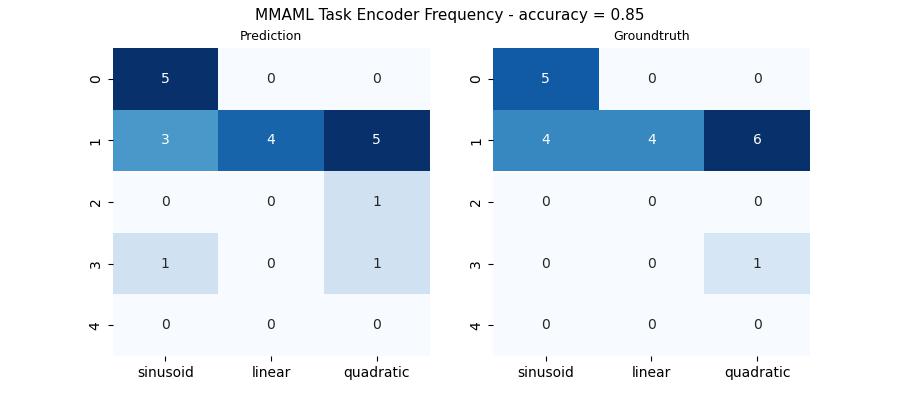 MMAML Task Encoder Frequency - accuracy = 0.85
Prediction Groundtruth
0 5 0 0 0 5 0 0
1 3 4 5 1 4 4 6
2 0 0 1 2 0 0 0
3 1 0 1 3 0 0 1
4 0 0 0 4 0 0 0
sinusoid linear quadratic sinusoid linear quadratic